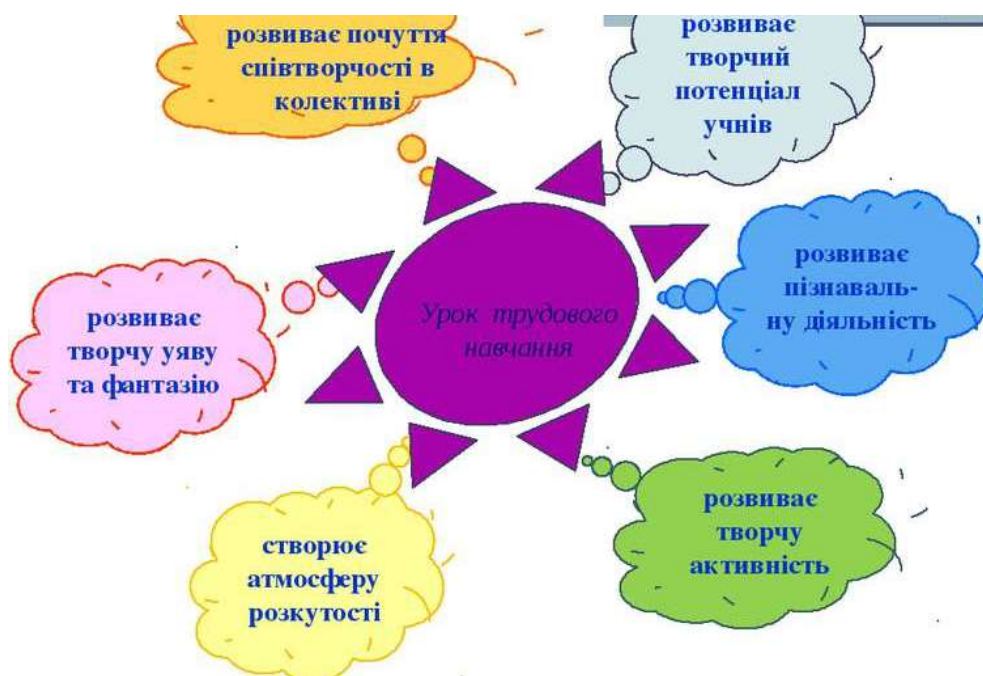 розвиває почуття
співтворчості в
колективі
розвиває
творчий
потенціал
учнів
розвиває
пізнаваль-
ну діяльність
розвиває
творчу уяву
та фантазію
Урок трудового
навчання
створює
атмосферу
розкутості
розвиває
творчу
активність